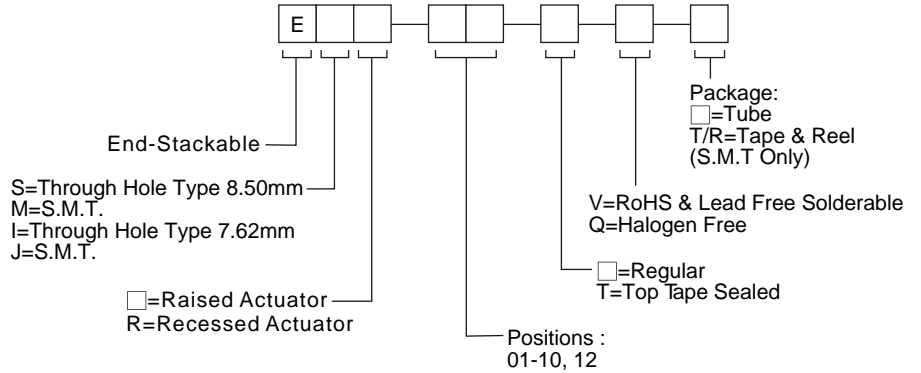 E
Package:
□=Tube
T/R=Tape & Reel
(S.M.T Only)
End-Stackable
S=Through Hole Type 8.50mm
M=S.M.T.
I=Through Hole Type 7.62mm
J=S.M.T.
V=RoHS & Lead Free Solderable
Q=Halogen Free
□=Regular
T=Top Tape Sealed
□=Raised Actuator
R=Recessed Actuator
Positions :
01-10, 12